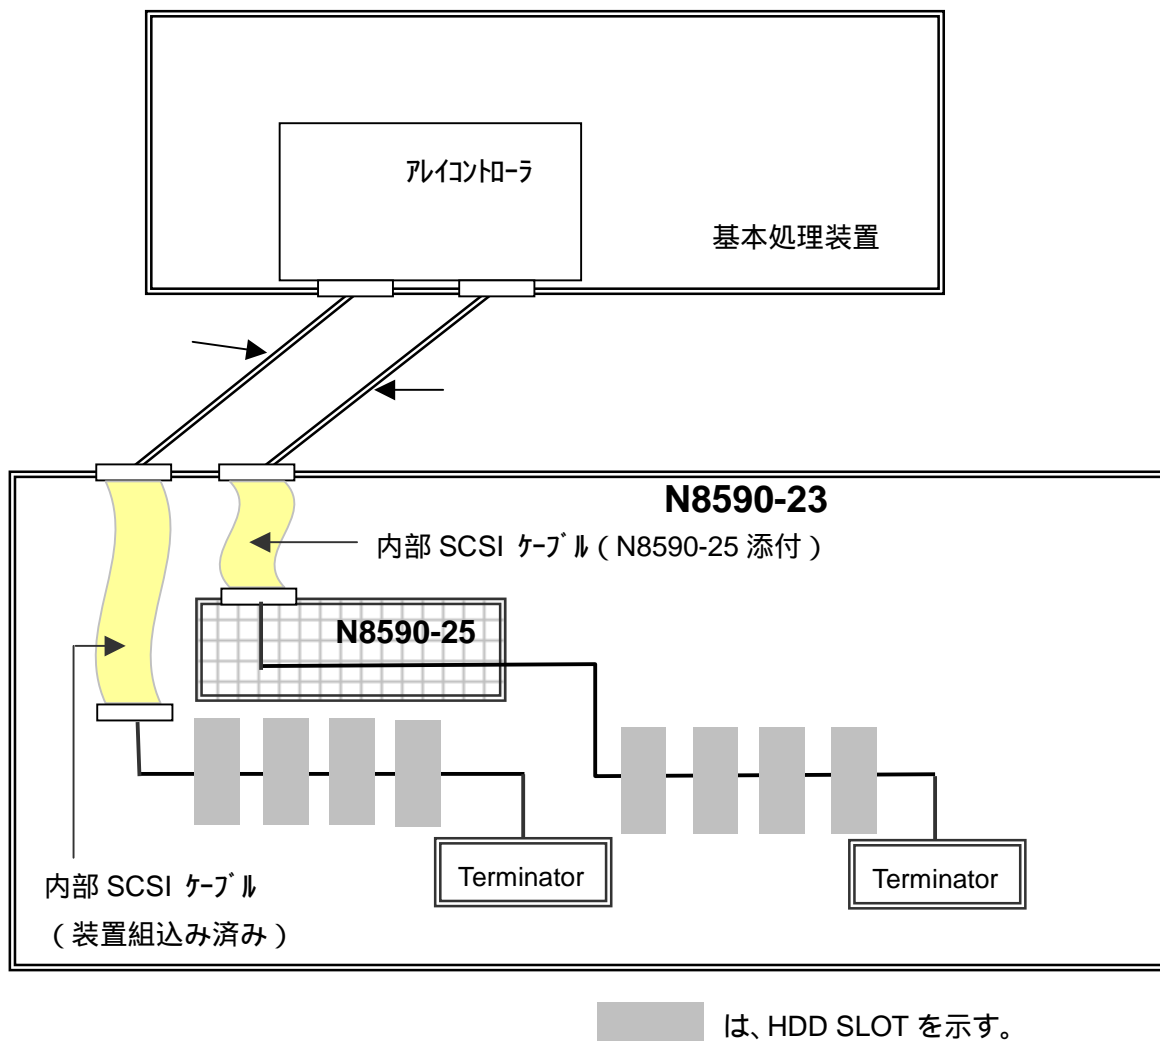 ｱﾚｲｺﾝﾄﾛｰﾗ
基本処理装置
N8590-23
内部 SCSI ｹｰﾌﾞﾙ ( N8590-25 添付 )
N8590-25
Terminator
Terminator
内部 SCSI ｹｰﾌﾞﾙ
( 装置組込み済み )
は、HDD SLOT を示す。